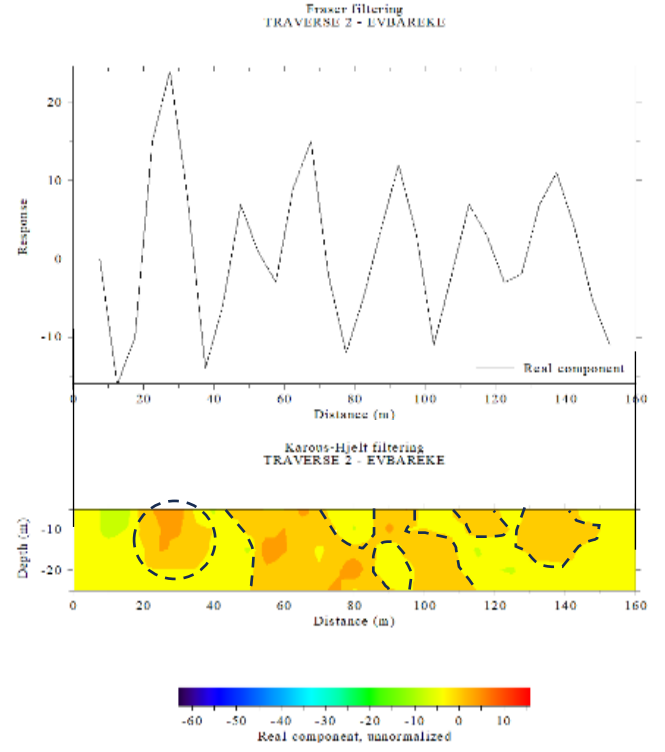 Fraser filtering
TRAVERSE 2 - EVBAREKE
20
10
0
-10
Response
Real component
0 20 40 60 80 100 120 140 160
Distance (m)
Karous-Hjelt filtering
TRAVERSE 2 - EVBAREKE
-10
-20
Depth (m)
0 20 40 60 80 100 120 140 160
Distance (m)
-60 -50 -40 -30 -20 -10 0 10
Real component, unnormalized